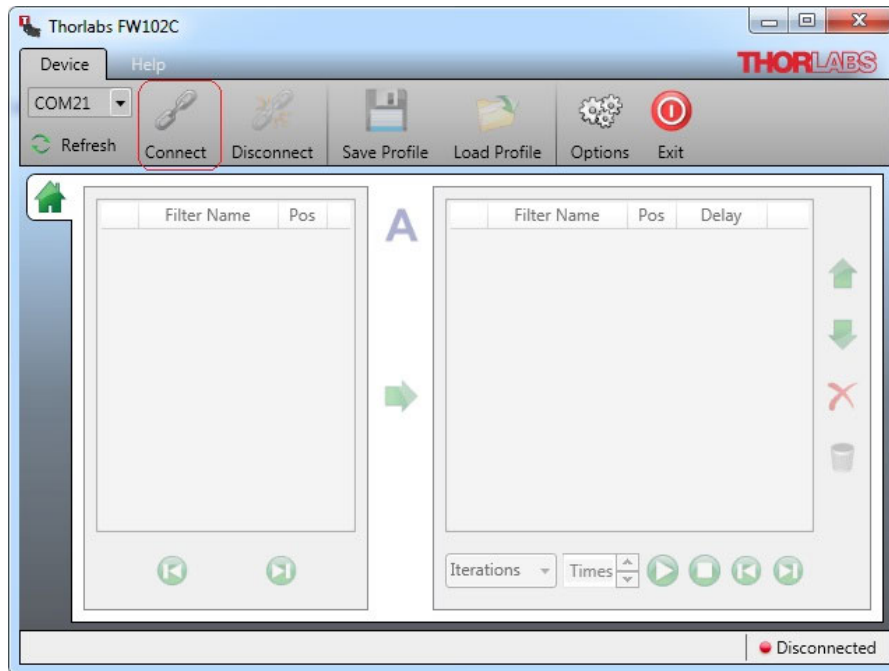 Thorlabs FW102C
Device Help
THORLABS
COM21
Refresh
Connect
Disconnect
Save Profile
Load Profile
Options
Exit
Filter Name Pos
A
Filter Name Pos Delay
Iterations
Times
Disconnected